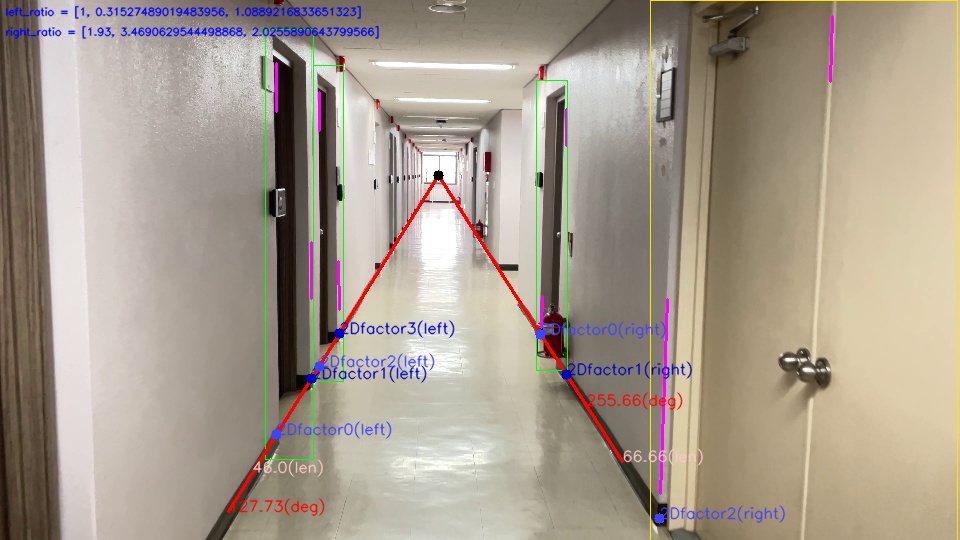 left_ratio = [1, 0.31527489019483956, 1.0889216833651323]
right_ratio = [1.93, 3.4690629544498868, 2.0255890643799566]
2Dfactor3(left)
2Dfactor0(right)
2Dfactor2(left)
2Dfactor1(left)
2Dfactor1(right)
255.66(deg)
2Dfactor0(left)
66.66(len)
46.0(len)
27.73(deg)
2Dfactor2(right)